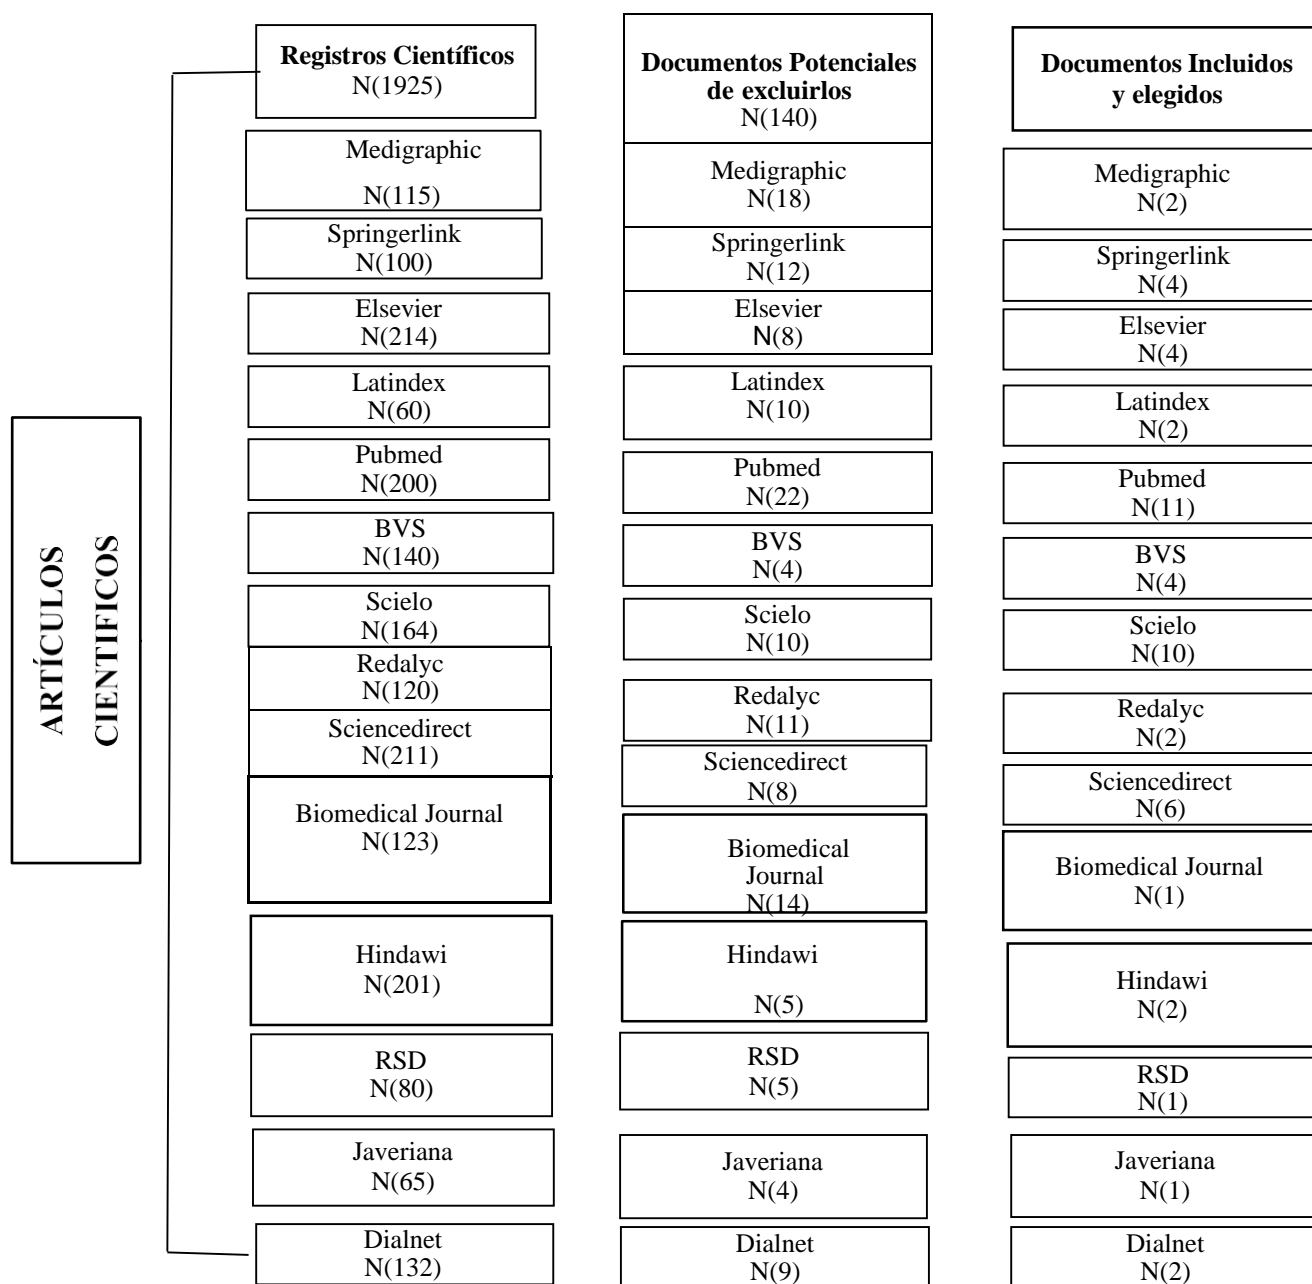 ARTÍCULOS
CIENTIFICOS
Registros Científicos
N(1925)
Medigraphic
N(115)
Springerlink
N(100)
Elsevier
N(214)
Latindex
N(60)
Pubmed
N(200)
BVS
N(140)
Scielo
N(164)
Redalyc
N(120)
Sciencedirect
N(211)
Biomedical Journal
N(123)
Hindawi
N(201)
RSD
N(80)
Javeriana
N(65)
Dialnet
N(132)
Documentos Potenciales
de excluirlos
N(140)
Medigraphic
N(18)
Springerlink
N(12)
Elsevier
N(8)
Latindex
N(10)
Pubmed
N(22)
BVS
N(4)
Scielo
N(10)
Redalyc
N(11)
Sciencedirect
N(8)
Biomedical
Journal
N(14)
Hindawi
N(5)
RSD
N(5)
Javeriana
N(4)
Dialnet
N(9)
Documentos Incluidos
y elegidos
Medigraphic
N(2)
Springerlink
N(4)
Elsevier
N(4)
Latindex
N(2)
Pubmed
N(11)
BVS
N(4)
Scielo
N(10)
Redalyc
N(2)
Sciencedirect
N(6)
Biomedical Journal
N(1)
Hindawi
N(2)
RSD
N(1)
Javeriana
N(1)
Dialnet
N(2)